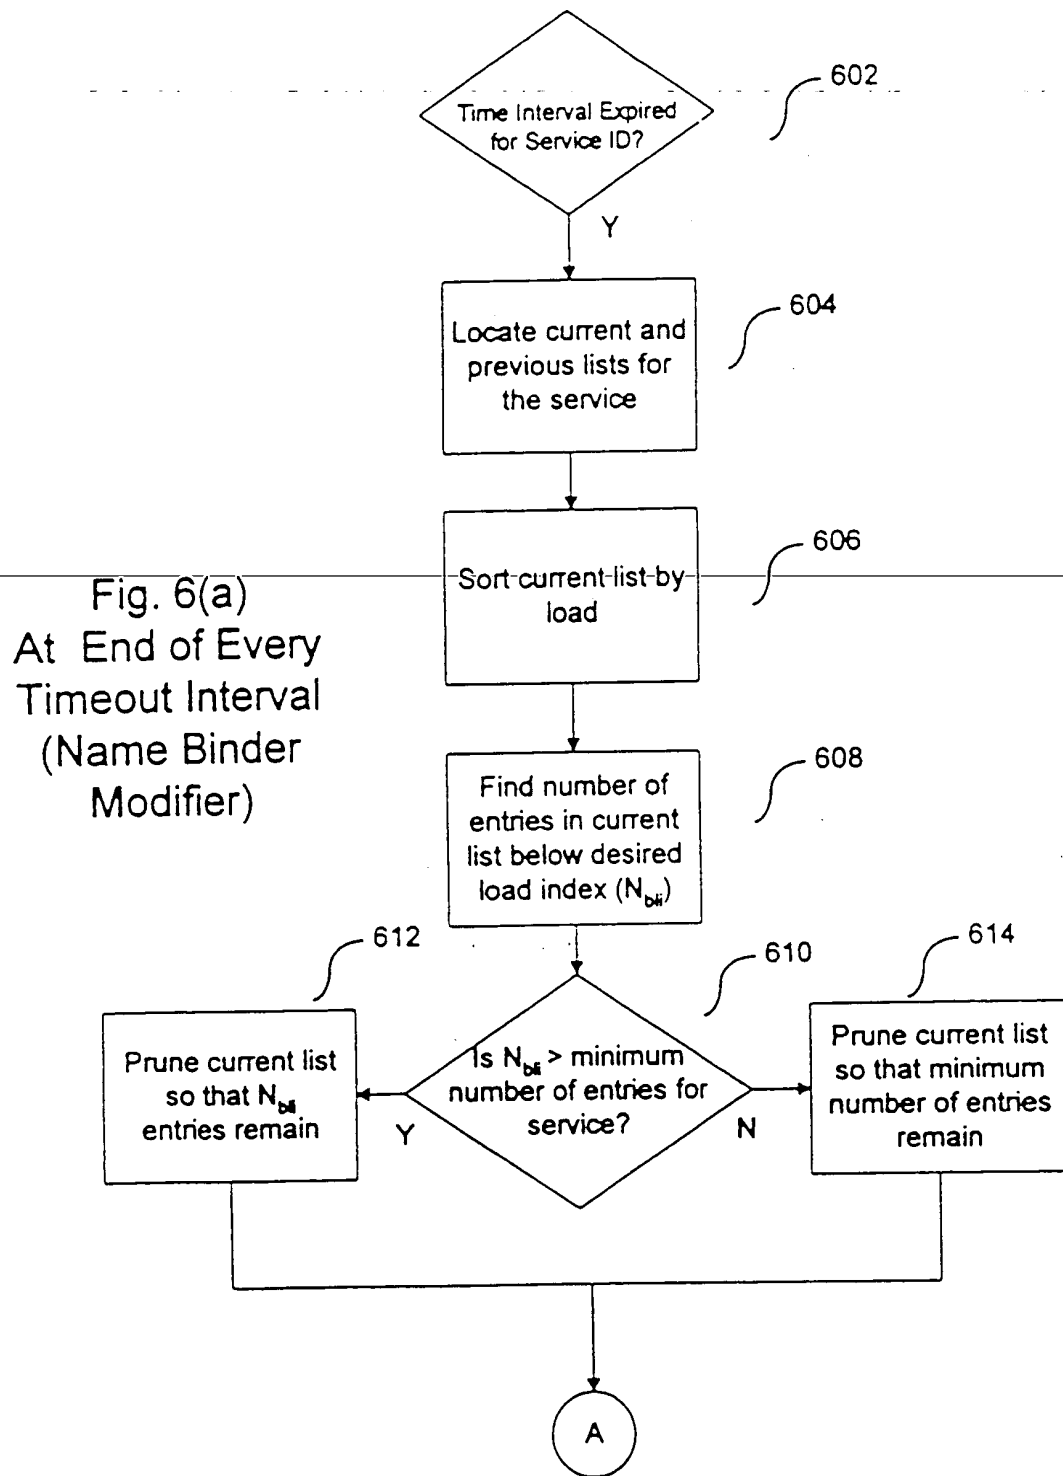 602
Time Interval Expired
for Service ID?
Y
604
Locate current and
previous lists for
the service
606
Sort current list by
load
Fig. 6(a)
At End of Every
Timeout Interval
(Name Binder
Modifier)
608
Find number of
entries in current
list below desired
load index (N_bli)
612
610
614
Prune current list
so that N_bli
entries remain
Is N_bli > minimum
number of entries for
service?
Y
N
Prune current list
so that minimum
number of entries
remain
A